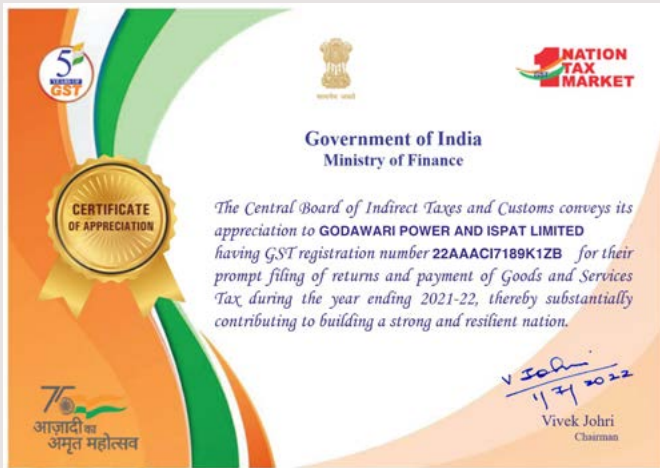 5
YEARS OF
GST
सत्यमेव जयते
1 NATION
TAX
MARKET
GST
Government of India
Ministry of Finance
CERTIFICATE
OF APPRECIATION
The Central Board of Indirect Taxes and Customs conveys its
appreciation to GODAWARI POWER AND ISPAT LIMITED
having GST registration number 22AAACI7189K1ZB for their
prompt filing of returns and payment of Goods and Services
Tax during the year ending 2021-22, thereby substantially
contributing to building a strong and resilient nation.
V Johri
1/7/2022
Vivek Johri
Chairman
75
आज़ादी का
अमृत महोत्सव